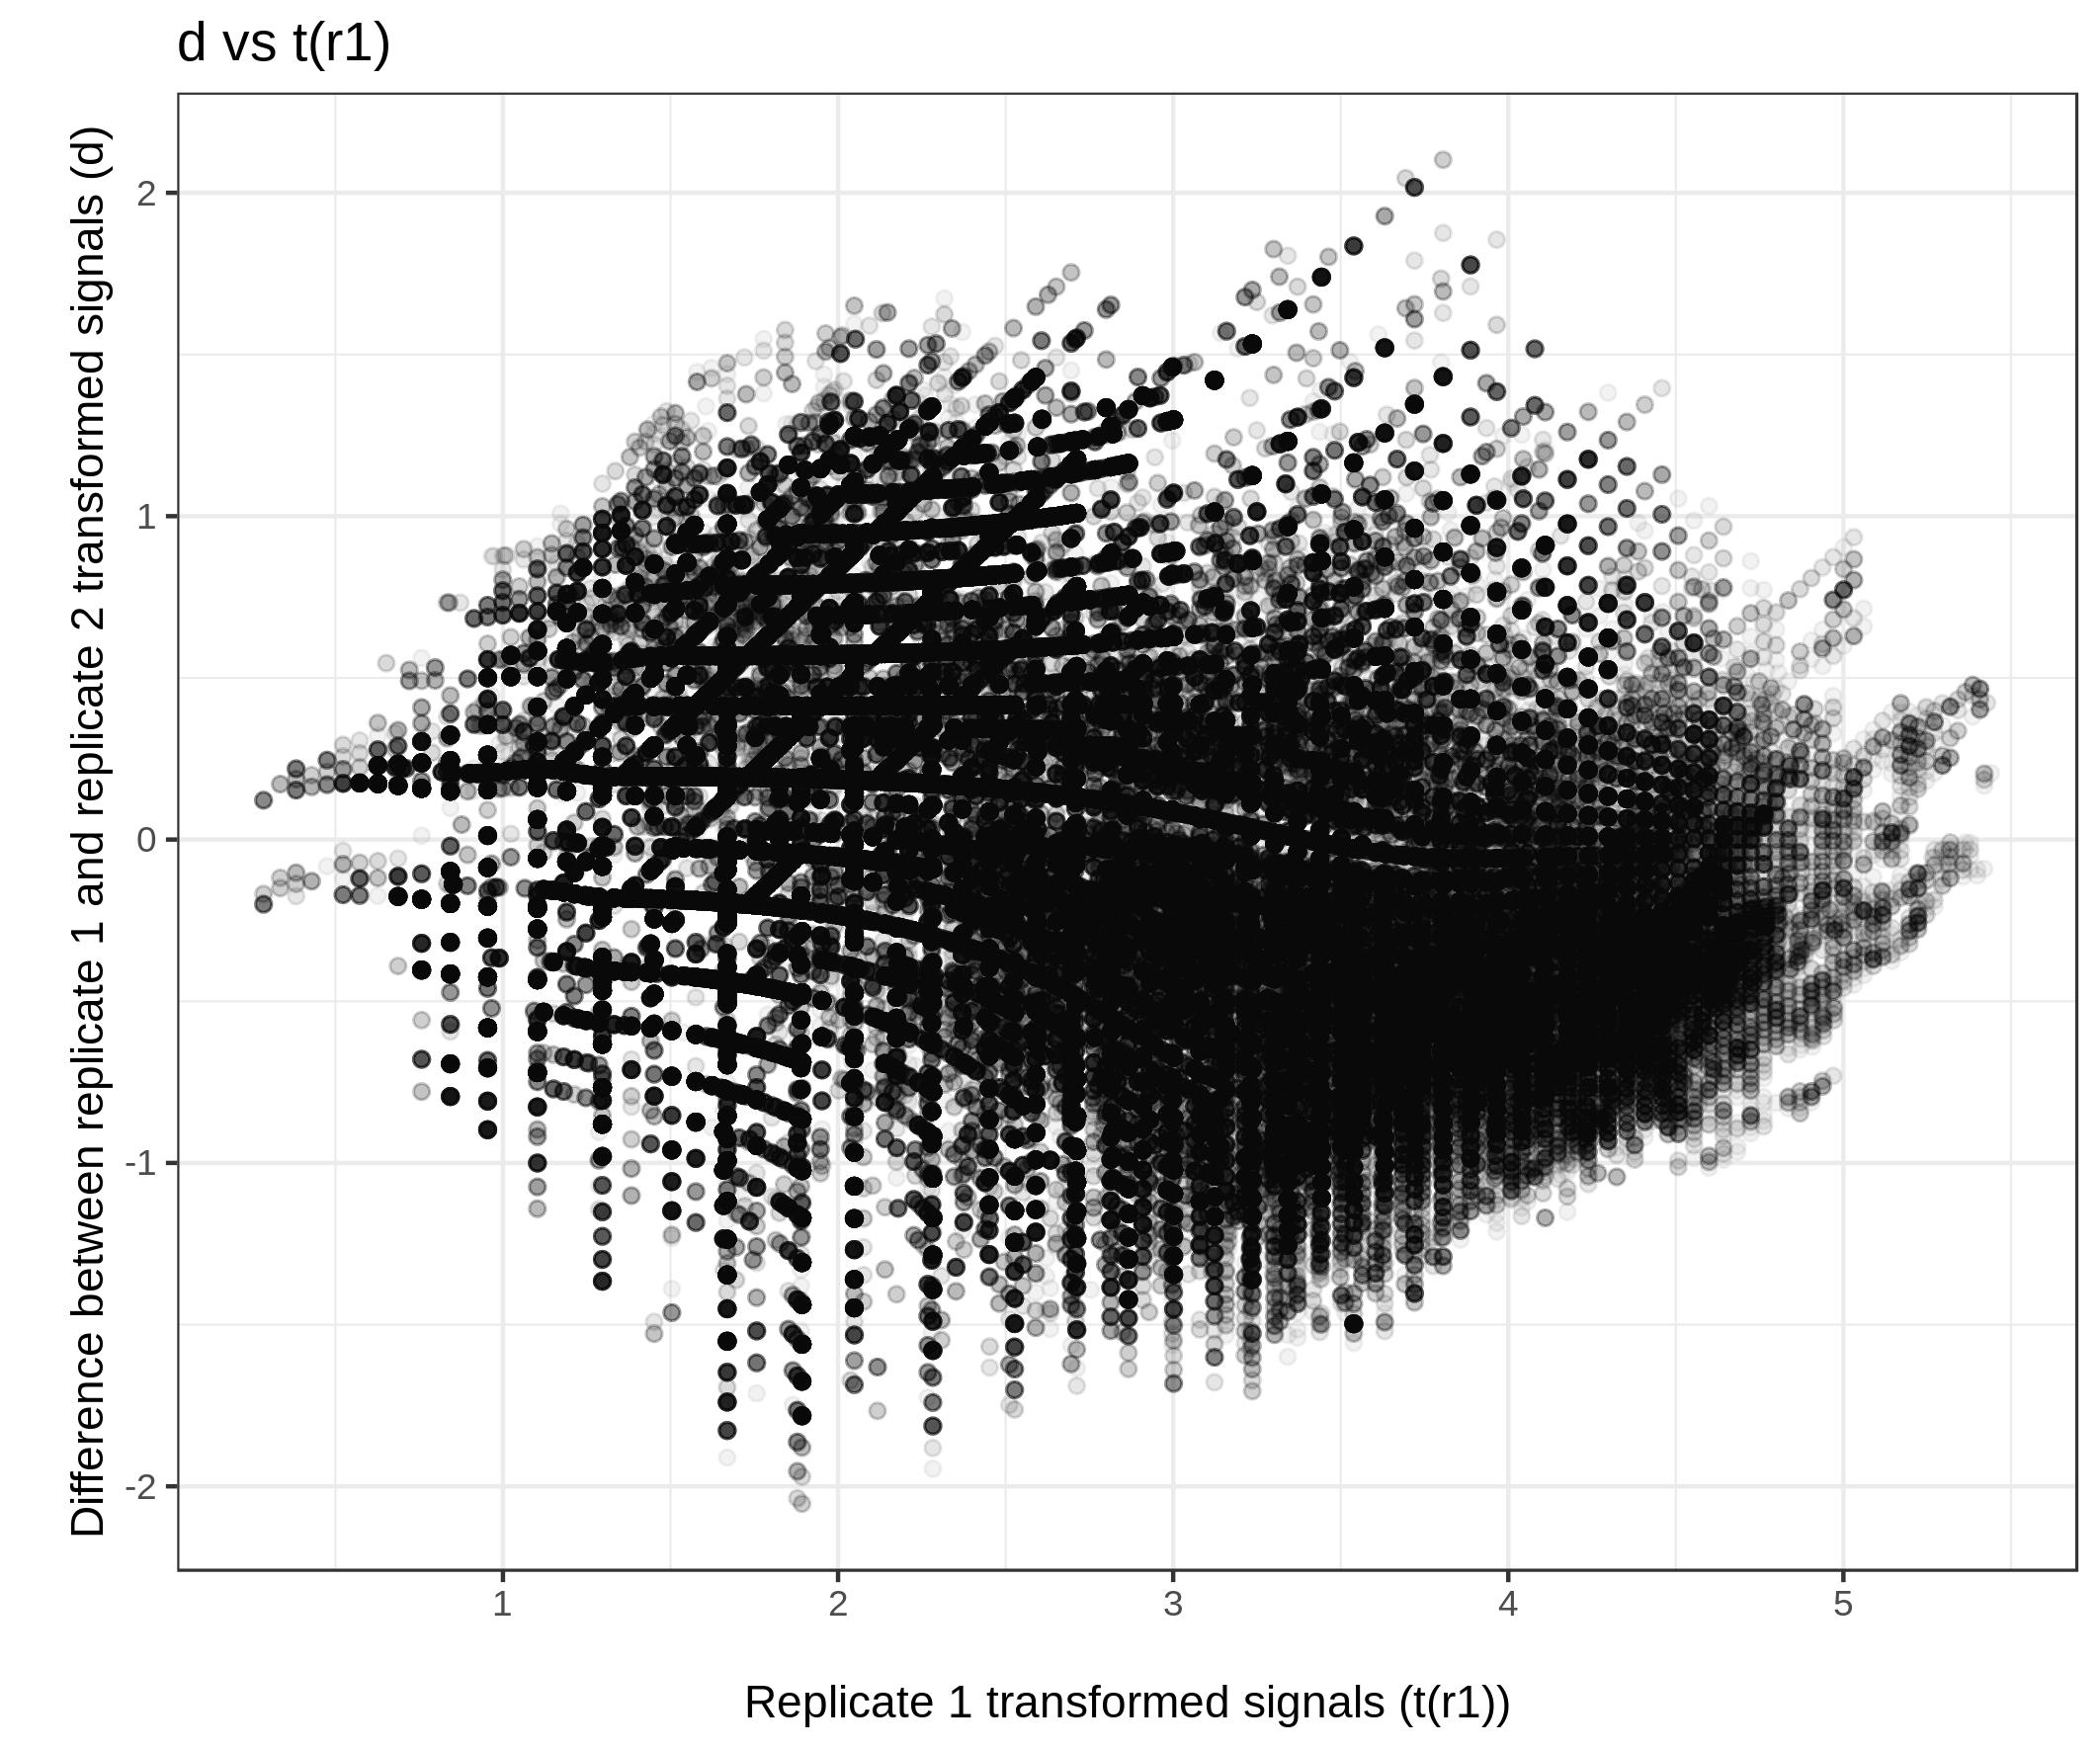 d vs t(r1)
Difference between replicate 1 and replicate 2 transformed signals (d)
2
1
0
-1
-2
1 2 3 4 5
Replicate 1 transformed signals (t(r1))